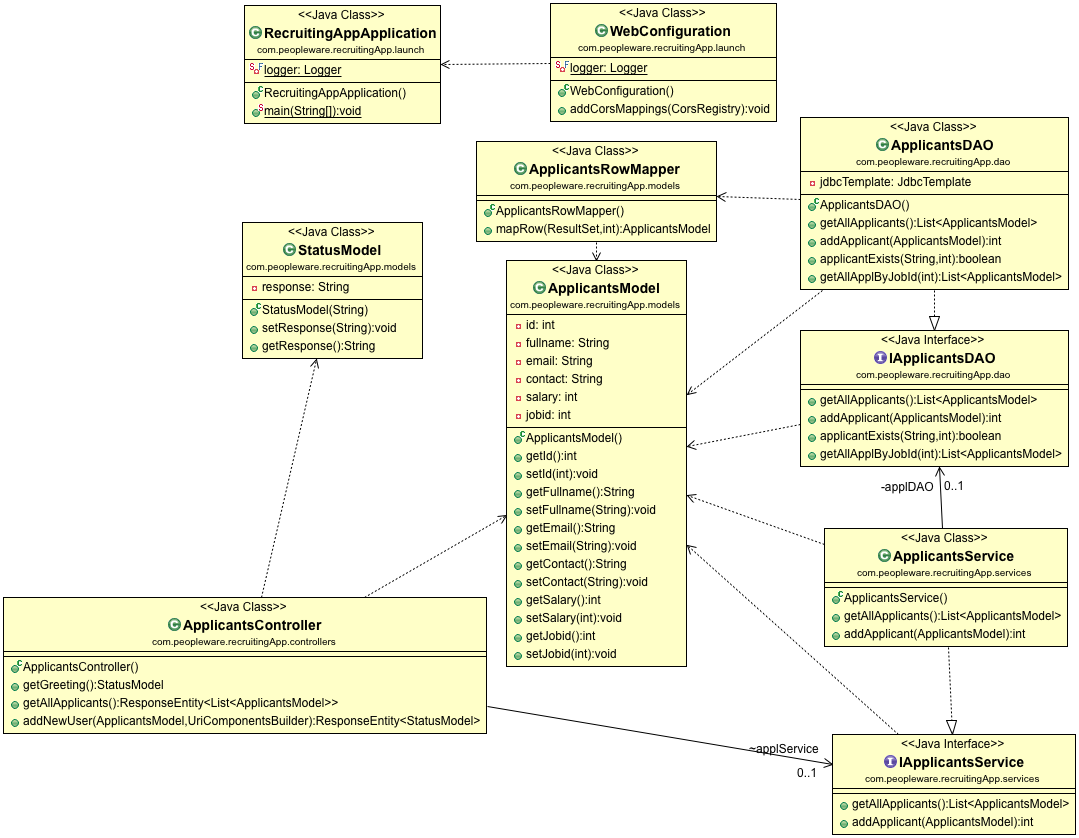 <<Java Class>>
RecruitingAppApplication
com.peopleware.recruitingApp.launch
logger: Logger
RecruitingAppApplication()
main(String[]):void
<<Java Class>>
WebConfiguration
com.peopleware.recruitingApp.launch
logger: Logger
WebConfiguration()
addCorsMappings(CorsRegistry):void
<<Java Class>>
ApplicantsRowMapper
com.peopleware.recruitingApp.models
ApplicantsRowMapper()
mapRow(ResultSet,int):ApplicantsModel
<<Java Class>>
ApplicantsDAO
com.peopleware.recruitingApp.dao
jdbcTemplate: JdbcTemplate
ApplicantsDAO()
getAllApplicants():List<ApplicantsModel>
addApplicant(ApplicantsModel):int
applicantExists(String,int):boolean
getAllApplByJobId(int):List<ApplicantsModel>
<<Java Class>>
StatusModel
com.peopleware.recruitingApp.models
response: String
StatusModel(String)
setResponse(String):void
getResponse():String
<<Java Class>>
ApplicantsModel
com.peopleware.recruitingApp.models
id: int
fullname: String
email: String
contact: String
salary: int
jobid: int
ApplicantsModel()
getId():int
setId(int):void
getFullname():String
setFullname(String):void
getEmail():String
setEmail(String):void
getContact():String
setContact(String):void
getSalary():int
setSalary(int):void
getJobid():int
setJobid(int):void
<<Java Interface>>
IApplicantsDAO
com.peopleware.recruitingApp.dao
getAllApplicants():List<ApplicantsModel>
addApplicant(ApplicantsModel):int
applicantExists(String,int):boolean
getAllApplByJobId(int):List<ApplicantsModel>
-applDAO
0..1
<<Java Class>>
ApplicantsService
com.peopleware.recruitingApp.services
ApplicantsService()
getAllApplicants():List<ApplicantsModel>
addApplicant(ApplicantsModel):int
<<Java Class>>
ApplicantsController
com.peopleware.recruitingApp.controllers
ApplicantsController()
getGreeting():StatusModel
getAllApplicants():ResponseEntity<List<ApplicantsModel>>
addNewUser(ApplicantsModel,UriComponentsBuilder):ResponseEntity<StatusModel>
~applService
0..1
<<Java Interface>>
IApplicantsService
com.peopleware.recruitingApp.services
getAllApplicants():List<ApplicantsModel>
addApplicant(ApplicantsModel):int